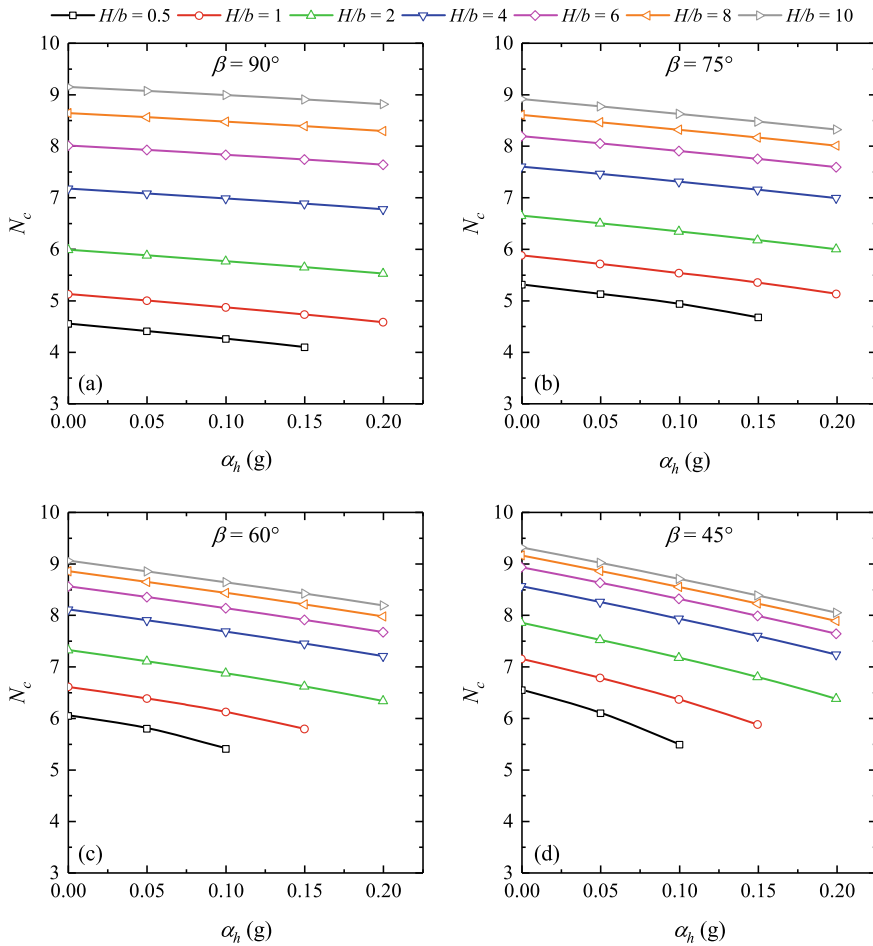 H/b = 0.5 H/b = 1 H/b = 2 H/b = 4 H/b = 6 H/b = 8 H/b = 10
10
9
8
7
6
5
4
3
N_c
β = 90°
(a)
0.00 0.05 0.10 0.15 0.20
α_h (g)
10
9
8
7
6
5
4
3
N_c
β = 75°
(b)
0.00 0.05 0.10 0.15 0.20
α_h (g)
10
9
8
7
6
5
4
3
N_c
β = 60°
(c)
0.00 0.05 0.10 0.15 0.20
α_h (g)
10
9
8
7
6
5
4
3
N_c
β = 45°
(d)
0.00 0.05 0.10 0.15 0.20
α_h (g)